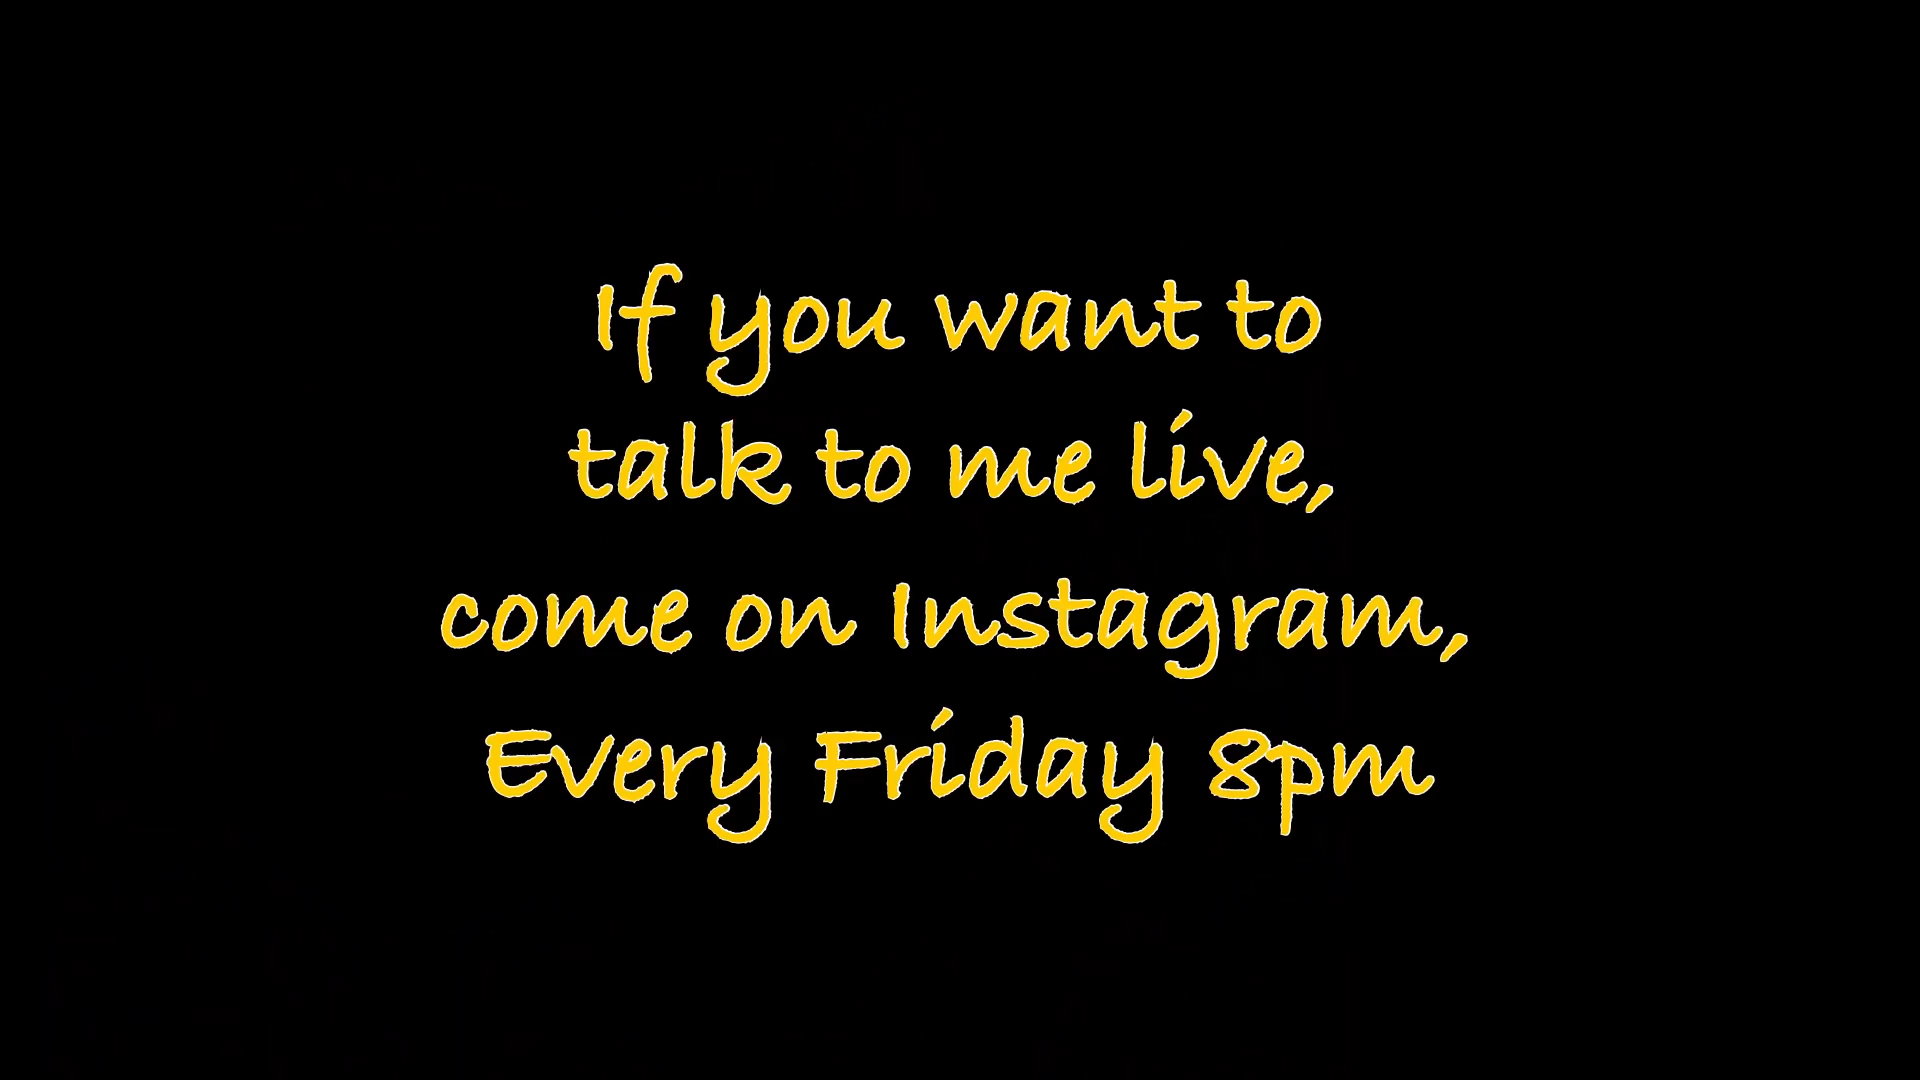 If you want to
talk to me live,
come on Instagram,
Every Friday 8pm